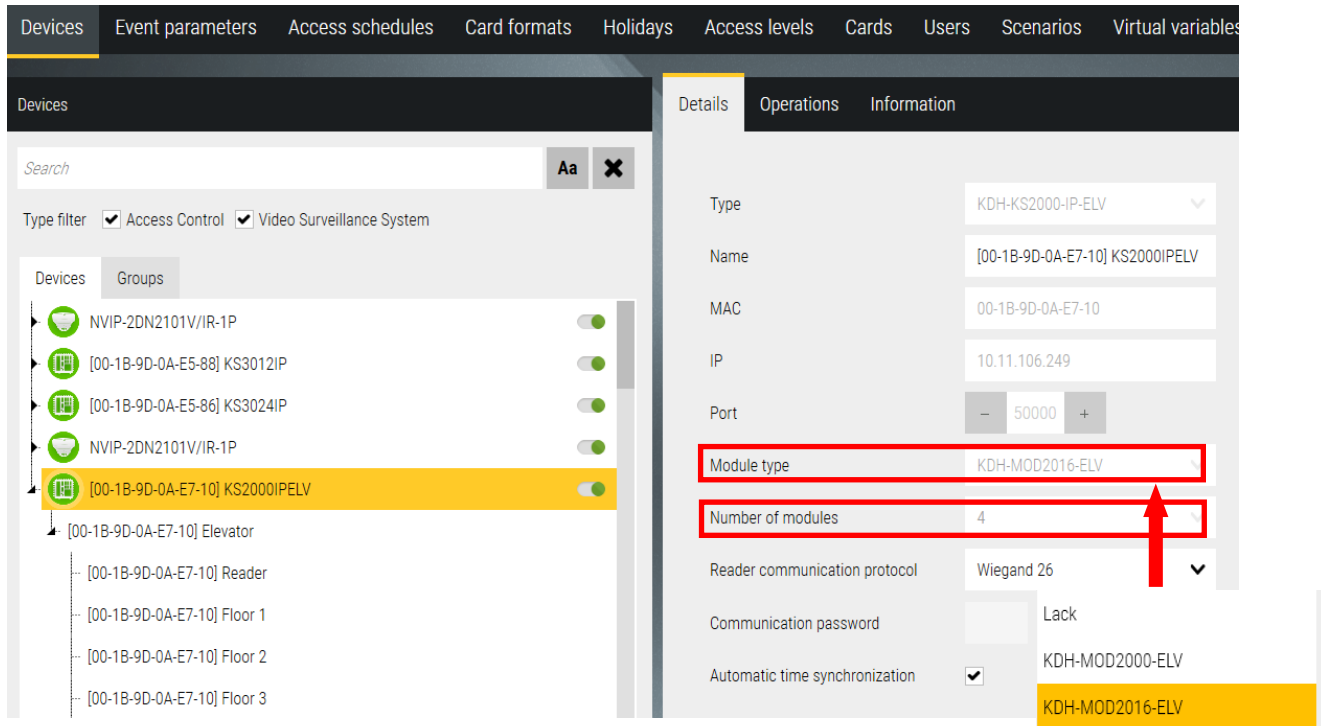 Devices Event parameters Access schedules Card formats Holidays Access levels Cards Users Scenarios Virtual variables
Devices
Search Aa
Type filter Access Control Video Surveillance System
Devices Groups
NVIP-2DN2101V/IR-1P
[00-1B-9D-0A-E5-88] KS3012IP
[00-1B-9D-0A-E5-86] KS3024IP
NVIP-2DN2101V/IR-1P
[00-1B-9D-0A-E7-10] KS2000IPELV
[00-1B-9D-0A-E7-10] Elevator
[00-1B-9D-0A-E7-10] Reader
[00-1B-9D-0A-E7-10] Floor 1
[00-1B-9D-0A-E7-10] Floor 2
[00-1B-9D-0A-E7-10] Floor 3
Details Operations Information
Type KDH-KS2000-IP-ELV
Name [00-1B-9D-0A-E7-10] KS2000IPELV
MAC 00-1B-9D-0A-E7-10
IP 10.11.106.249
Port - 50000 +
Module type KDH-MOD2016-ELV
Number of modules 4
Reader communication protocol Wiegand 26
Communication password
Automatic time synchronization
Lack
KDH-MOD2000-ELV
KDH-MOD2016-ELV